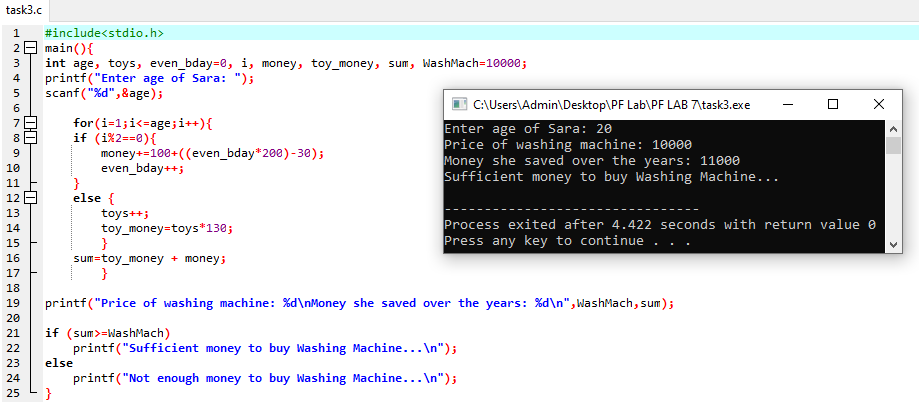 task3.c
1 #include<stdio.h>
2 main(){
3 int age, toys, even_bday=0, i, money, toy_money, sum, WashMach=10000;
4 printf("Enter age of Sara: ");
5 scanf("%d",&age);
6
7 for(i=1;i<=age;i++){
8 if (i%2==0){
9 money+=100+((even_bday*200)-30);
10 even_bday++;
11 }
12 else {
13 toys++;
14 toy_money=toys*130;
15 }
16 sum=toy_money + money;
17 }
18
19 printf("Price of washing machine: %d\nMoney she saved over the years: %d\n",WashMach,sum);
20
21 if (sum>=WashMach)
22 printf("Sufficient money to buy Washing Machine...\n");
23 else
24 printf("Not enough money to buy Washing Machine...\n");
25 }
C:\Users\Admin\Desktop\PF Lab\PF LAB 7\task3.exe
Enter age of Sara: 20
Price of washing machine: 10000
Money she saved over the years: 11000
Sufficient money to buy Washing Machine...
--------------------------------
Process exited after 4.422 seconds with return value 0
Press any key to continue . . .